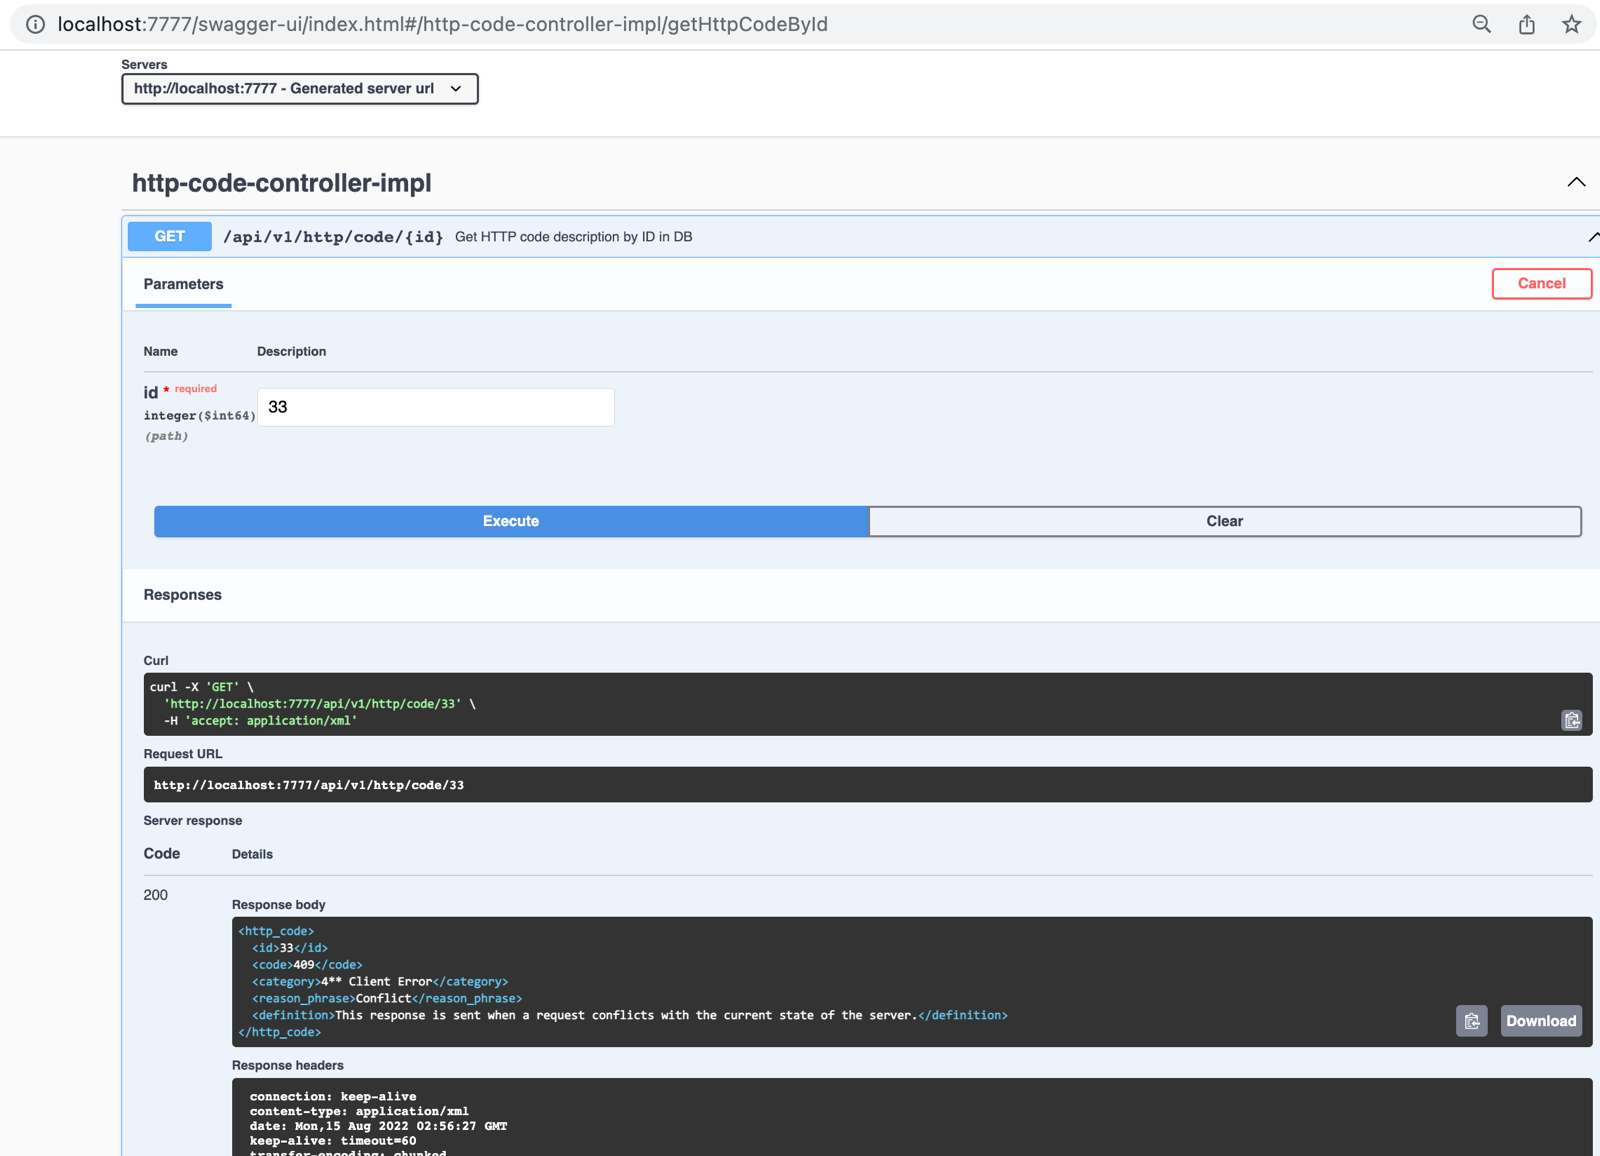 localhost:7777/swagger-ui/index.html#/http-code-controller-impl/getHttpCodeById
Servers
http://localhost:7777 - Generated server url
http-code-controller-impl
GET /api/v1/http/code/{id} Get HTTP code description by ID in DB
Parameters
Cancel
Name Description
id * required
integer($int64)
(path)
33
Execute Clear
Responses
Curl
curl -X 'GET' \
  'http://localhost:7777/api/v1/http/code/33' \
  -H 'accept: application/xml'
Request URL
http://localhost:7777/api/v1/http/code/33
Server response
Code Details
200
Response body
<http_code>
  <id>33</id>
  <code>409</code>
  <category>4** Client Error</category>
  <reason_phrase>Conflict</reason_phrase>
  <definition>This response is sent when a request conflicts with the current state of the server.</definition>
</http_code>
Download
Response headers
connection: keep-alive
content-type: application/xml
date: Mon,15 Aug 2022 02:56:27 GMT
keep-alive: timeout=60
transfer-encoding: chunked